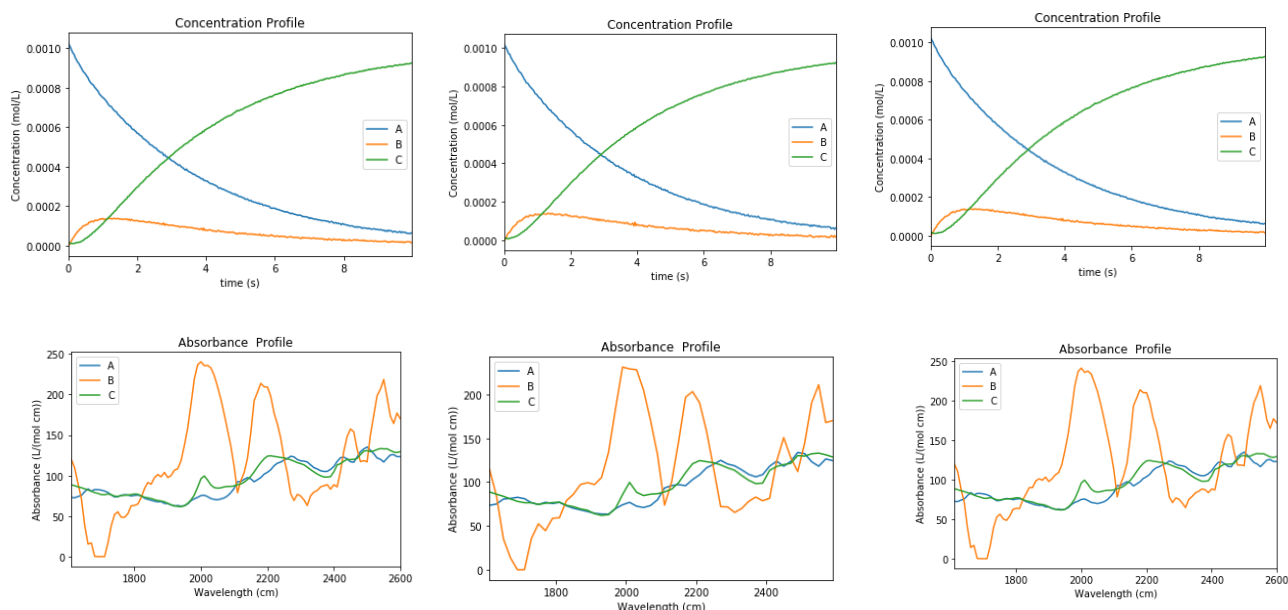 Concentration Profile
Concentration (mol/L)
0.0010
0.0008
0.0006
0.0004
0.0002
0.0000
A
B
C
0 2 4 6 8
time (s)
Concentration Profile
Concentration (mol/L)
0.0010
0.0008
0.0006
0.0004
0.0002
0.0000
A
B
C
0 2 4 6 8
time (s)
Concentration Profile
Concentration (mol/L)
0.0010
0.0008
0.0006
0.0004
0.0002
0.0000
A
B
C
0 2 4 6 8
time (s)
Absorbance Profile
Absorbance (L/(mol cm))
250
200
150
100
50
0
A
B
C
1800 2000 2200 2400 2600
Wavelength (cm)
Absorbance Profile
Absorbance (L/(mol cm))
200
150
100
50
0
A
B
C
1800 2000 2200 2400
Wavelength (cm)
Absorbance Profile
Absorbance (L/(mol cm))
250
200
150
100
50
0
A
B
C
1800 2000 2200 2400 2600
Wavelength (cm)